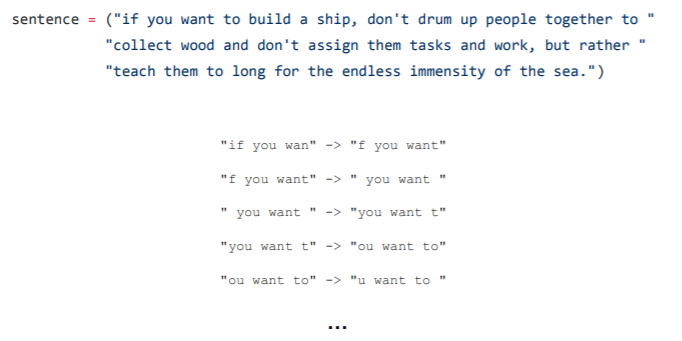 sentence = ("if you want to build a ship, don't drum up people together to "
"collect wood and don't assign them tasks and work, but rather "
"teach them to long for the endless immensity of the sea.")
"if you wan" -> "f you want"
"f you want" -> " you want "
" you want " -> "you want t"
"you want t" -> "ou want to"
"ou want to" -> "u want to "
...